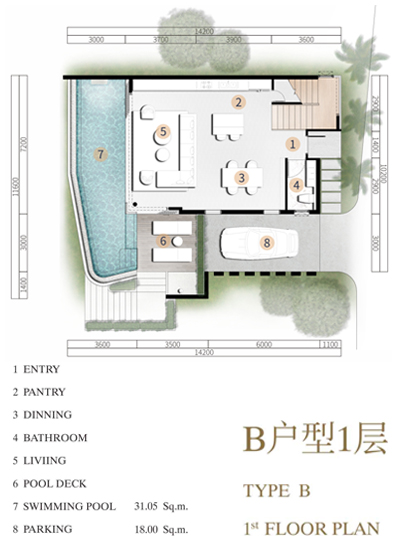 14200
3000 3700 3900 3600
2
5
1
3
4
7
6
8
7200
11600
3000
1400
2900
1400
10200
2900
3000
3600 3500 6000 1100
14200
1 ENTRY
2 PANTRY
3 DINNING
4 BATHROOM
5 LIVIING
6 POOL DECK
7 SWIMMING POOL 31.05 Sq.m.
8 PARKING 18.00 Sq.m.
B户型1层
TYPE B
1st FLOOR PLAN